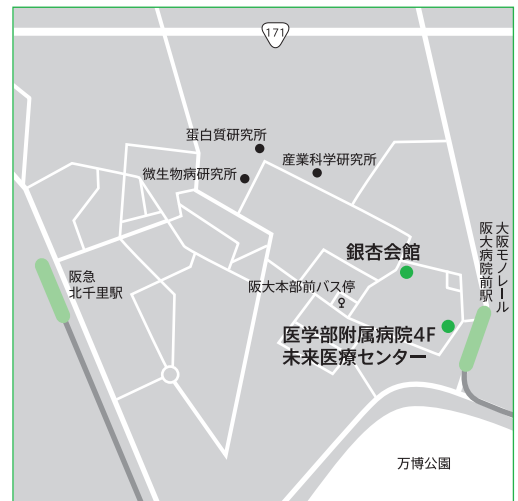 171
蛋白質研究所
産業科学研究所
微生物病研究所
大阪モノレール
阪大病院前駅
銀杏会館
阪急
北千里駅
阪大本部前バス停
医学部附属病院4F
未来医療センター
万博公園